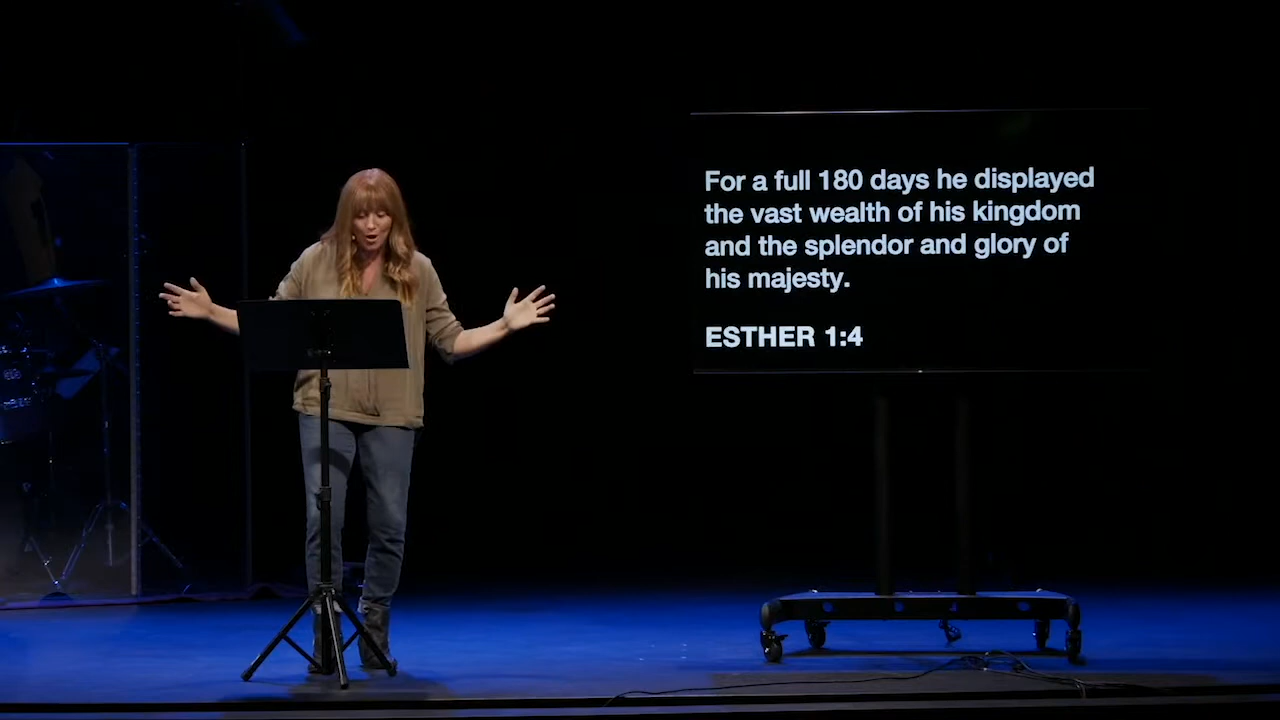 For a full 180 days he displayed
the vast wealth of his kingdom
and the splendor and glory of
his majesty.
ESTHER 1:4